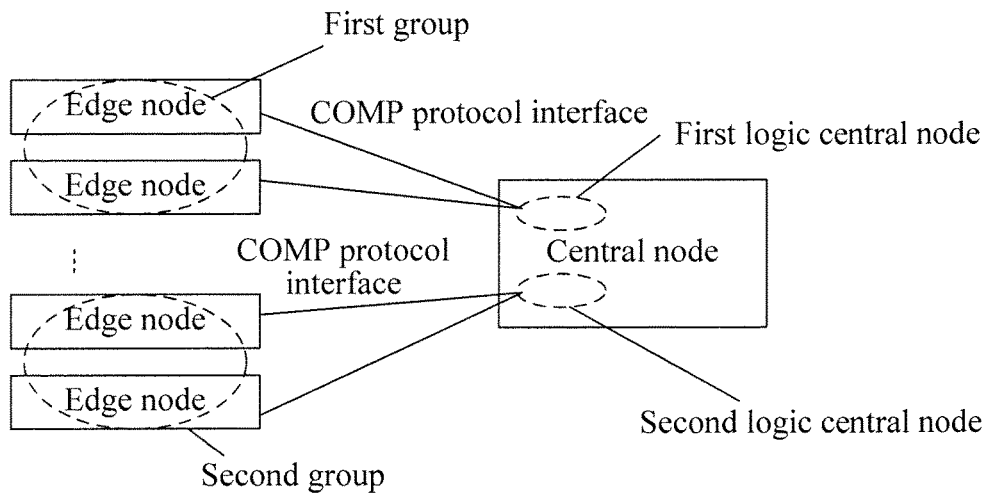 First group
Edge node
COMP protocol interface
First logic central node
Edge node
COMP protocol
interface
Central node
Edge node
Edge node
Second logic central node
Second group